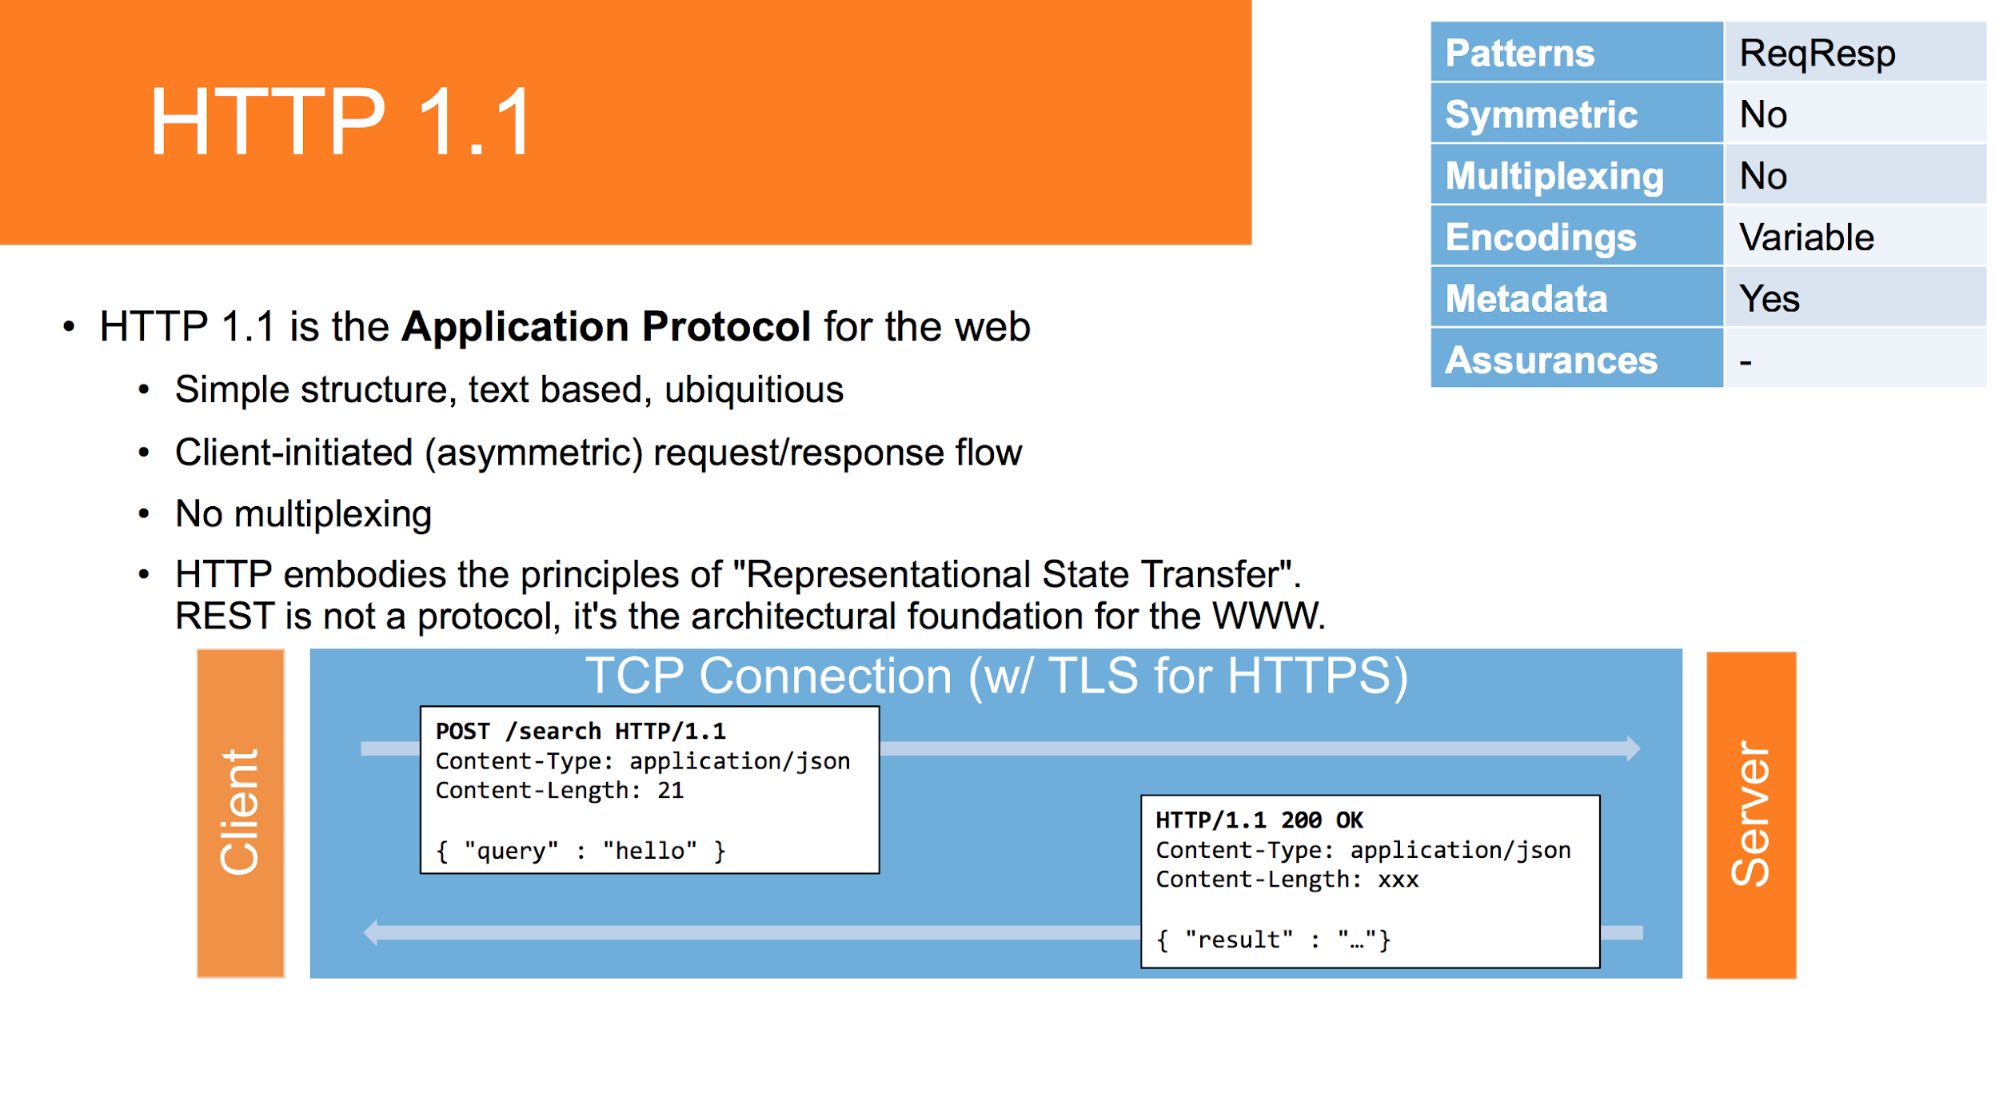 HTTP 1.1
Patterns ReqResp
Symmetric No
Multiplexing No
Encodings Variable
Metadata Yes
Assurances -
• HTTP 1.1 is the Application Protocol for the web
• Simple structure, text based, ubiquitious
• Client-initiated (asymmetric) request/response flow
• No multiplexing
• HTTP embodies the principles of "Representational State Transfer".
REST is not a protocol, it's the architectural foundation for the WWW.
TCP Connection (w/ TLS for HTTPS)
Client
POST /search HTTP/1.1
Content-Type: application/json
Content-Length: 21
{ "query" : "hello" }
HTTP/1.1 200 OK
Content-Type: application/json
Content-Length: xxx
{ "result" : "…"}
Server